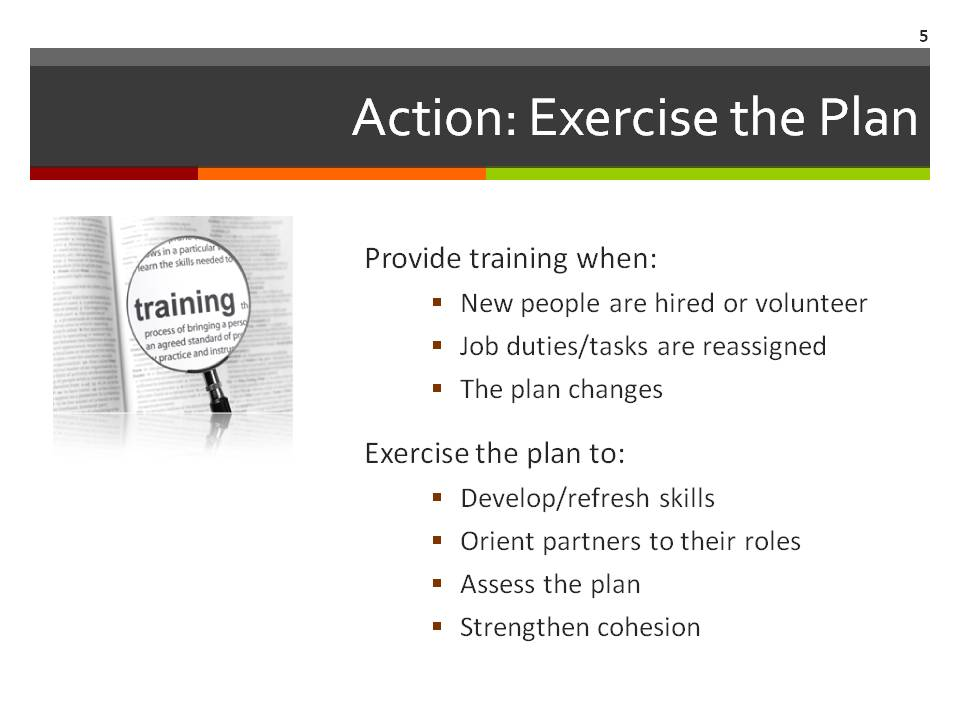 5
Action: Exercise the Plan
ws in a particular
learn the skills needed to
training th
process of bringing a perso
an agreed standard of pr
practice and instru
Provide training when:
▪ New people are hired or volunteer
▪ Job duties/tasks are reassigned
▪ The plan changes
Exercise the plan to:
▪ Develop/refresh skills
▪ Orient partners to their roles
▪ Assess the plan
▪ Strengthen cohesion